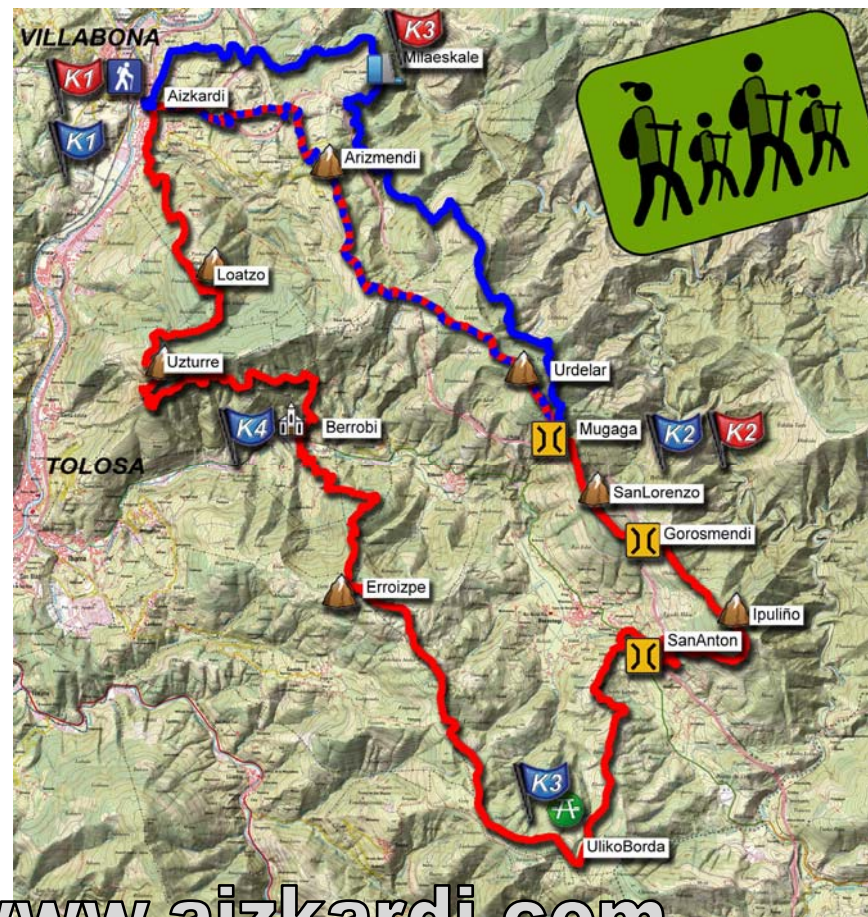 VILLABONA
K3
Milaeskale
K1
Aizkardi
K1
Arizmendi
Loatzo
Uzturre
Urdelar
K4
Berrobi
Mugaga
K2
K2
TOLOSA
SanLorenzo
Gorosmendi
Erroizpe
Ipuliño
SanAnton
K3
UlikoBorda
www.aizkardi.com